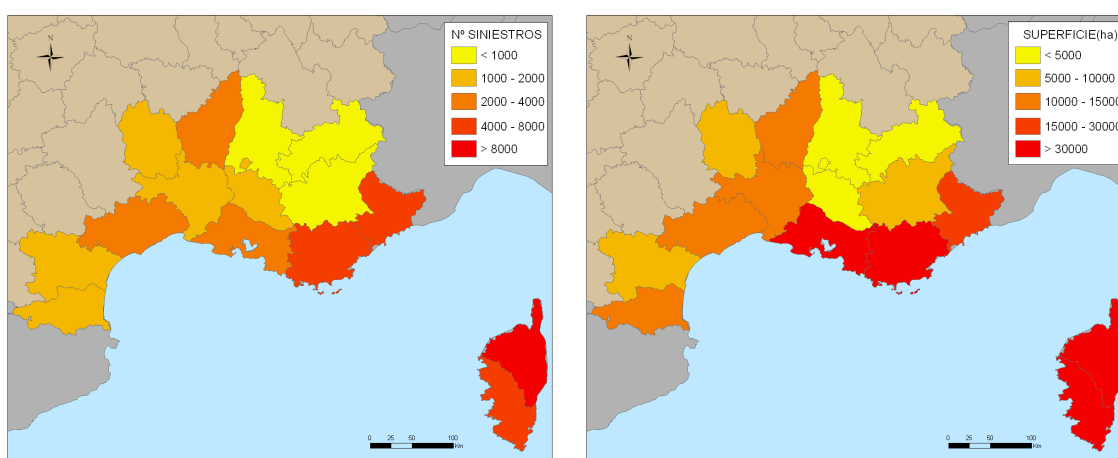 N
Nº SINIESTROS
< 1000
1000 - 2000
2000 - 4000
4000 - 8000
> 8000
0 25 50 100
Km
N
SUPERFICIE(ha)
< 5000
5000 - 10000
10000 - 15000
15000 - 30000
> 30000
0 25 50 100
Km